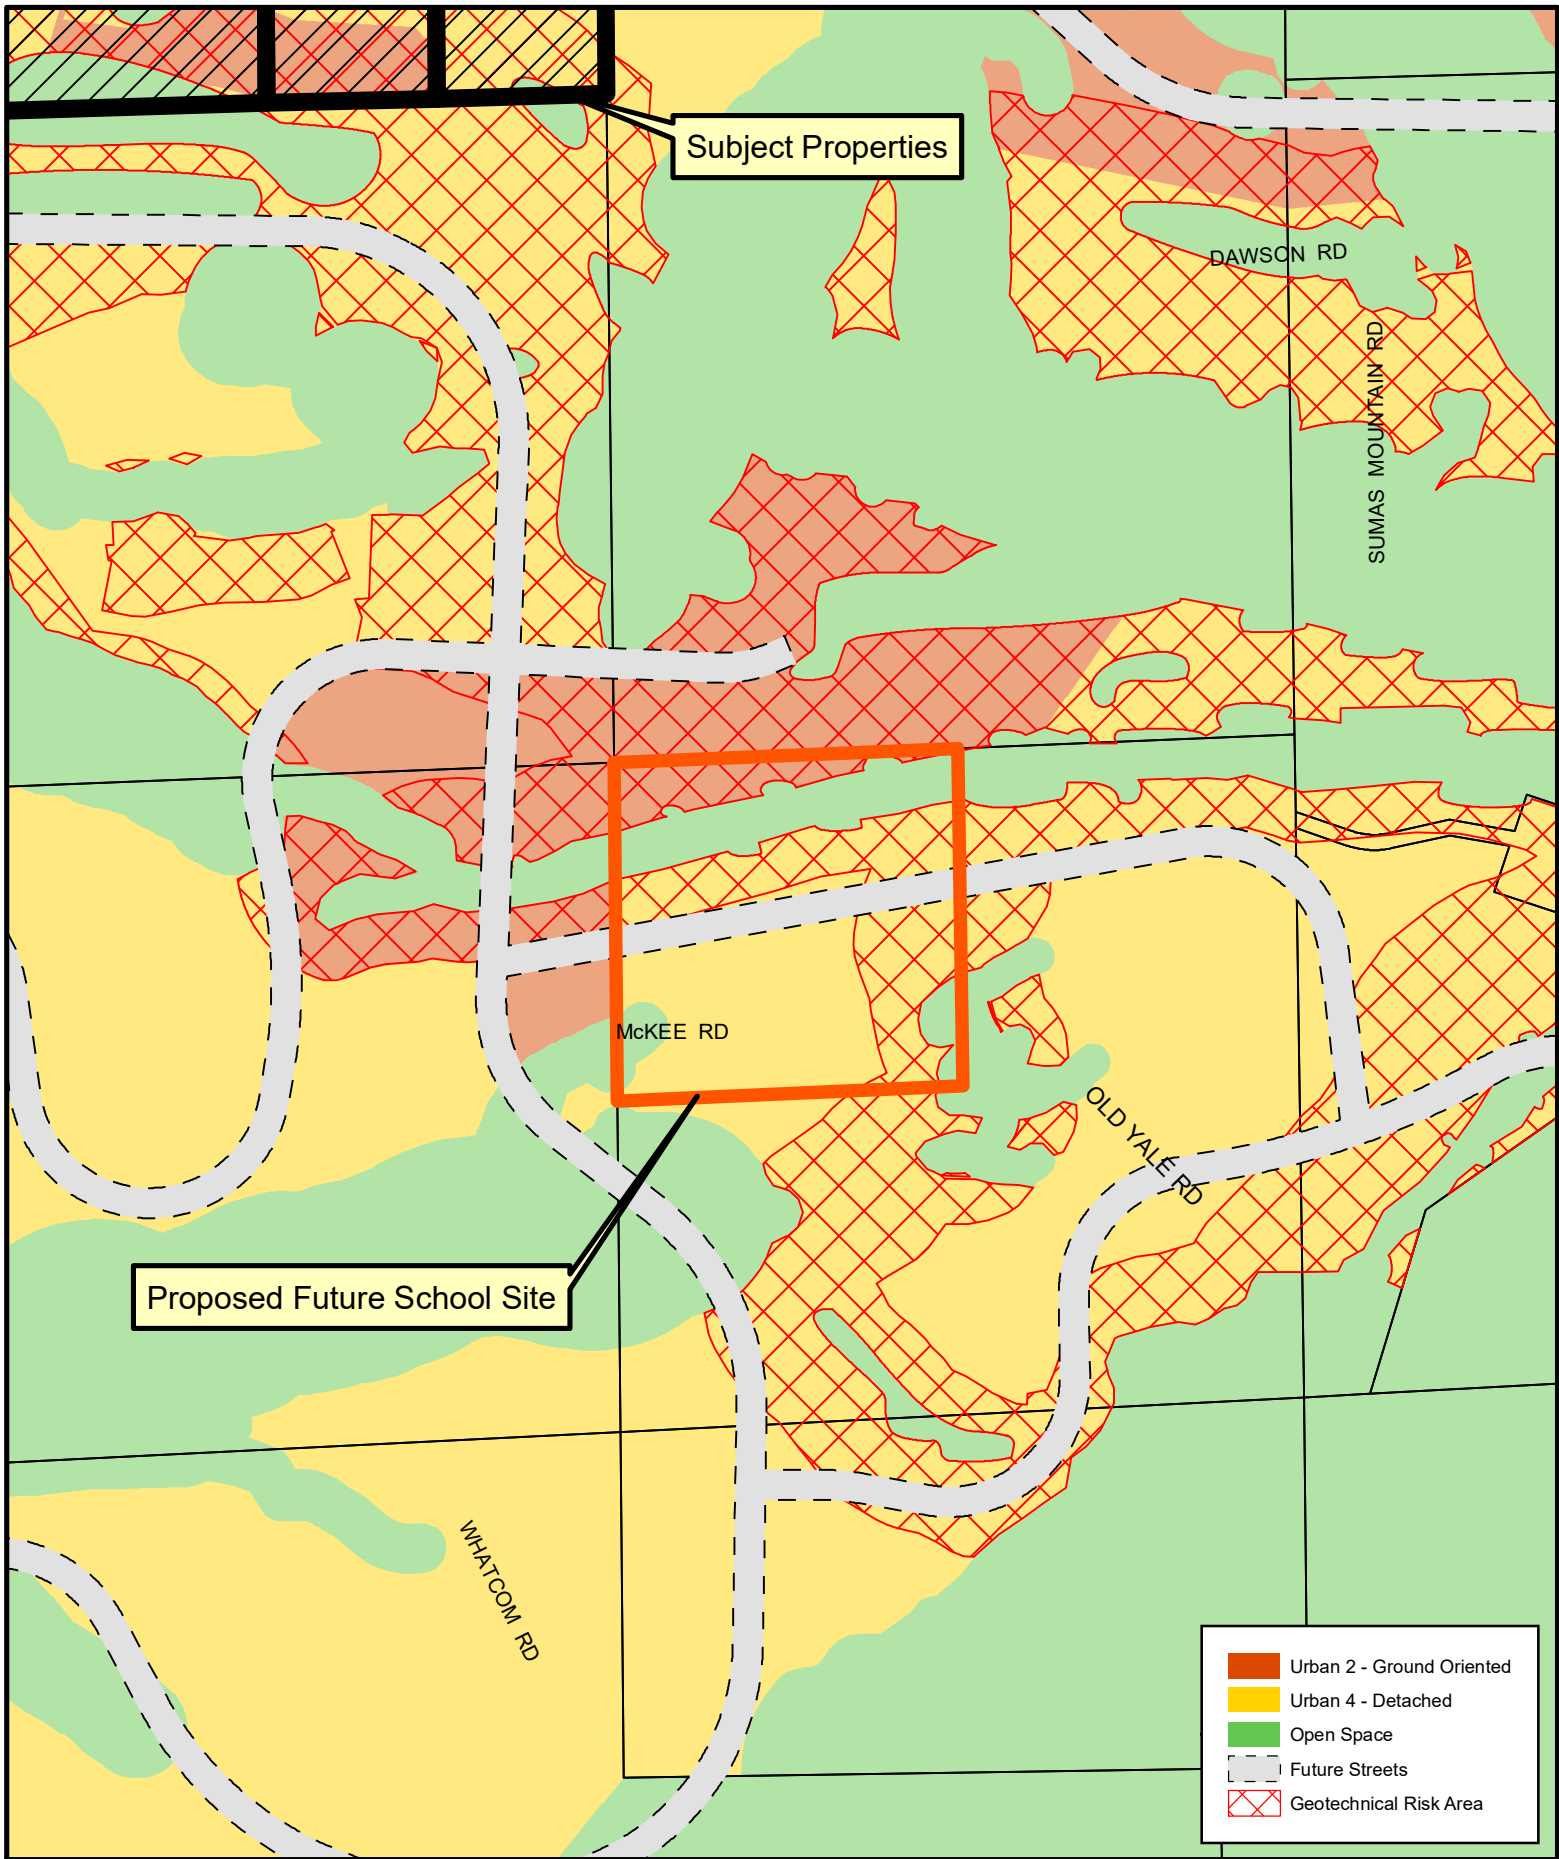 Subject Properties
DAWSON RD
SUMAS MOUNTAIN RD
McKEE RD
OLD YALE RD
Proposed Future School Site
WHATCOM RD
Urban 2 - Ground Oriented
Urban 4 - Detached
Open Space
Future Streets
Geotechnical Risk Area